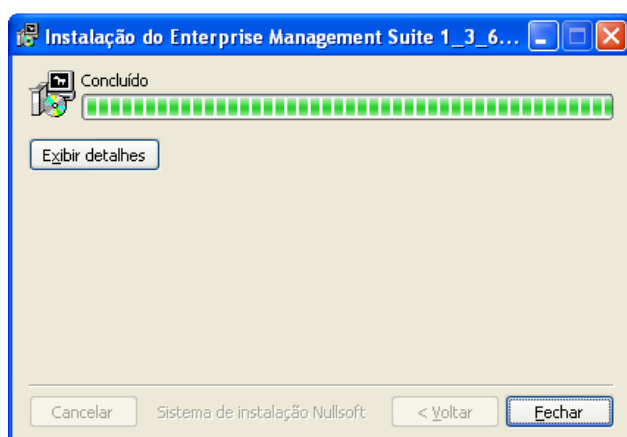 Instalação do Enterprise Management Suite 1_3_6...
Concluído
Exibir detalhes
Cancelar
Sistema de instalação Nullsoft
< Voltar
Fechar